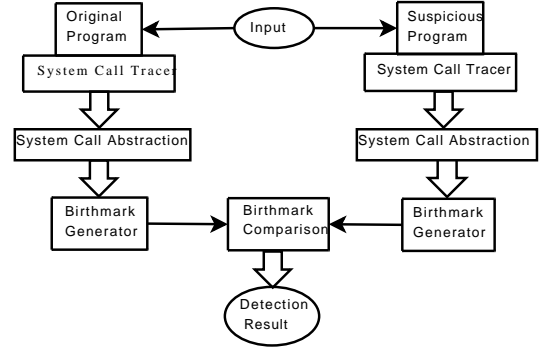 Original
Program
Input
Suspicious
Program
System Call Tracer
System Call Tracer
System Call Abstraction
System Call Abstraction
Birthmark
Generator
Birthmark
Comparison
Birthmark
Generator
Detection
Result